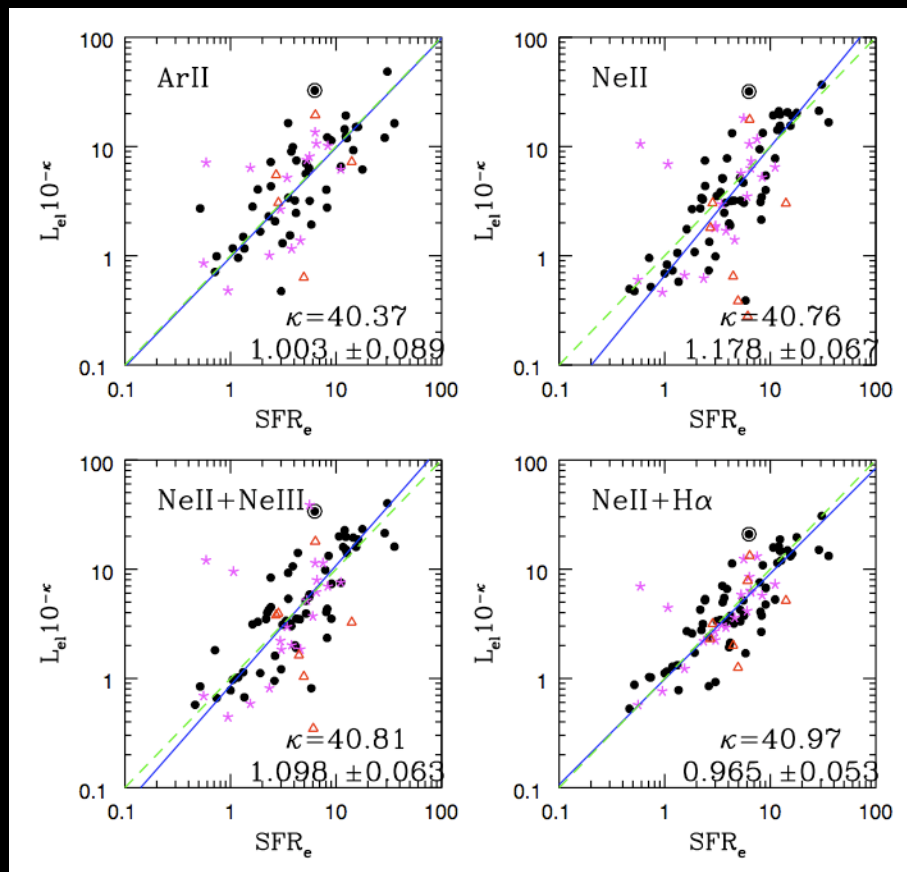 100
ArII
10
L_el 10^-κ
1
κ=40.37
1.003 ±0.089
0.1
0.1 1 10 100
SFR_e
100
NeII
10
L_el 10^-κ
1
κ=40.76
1.178 ±0.067
0.1
0.1 1 10 100
SFR_e
100
NeII+NeIII
10
L_el 10^-κ
1
κ=40.81
1.098 ±0.063
0.1
0.1 1 10 100
SFR_e
100
NeII+Hα
10
L_el 10^-κ
1
κ=40.97
0.965 ±0.053
0.1
0.1 1 10 100
SFR_e